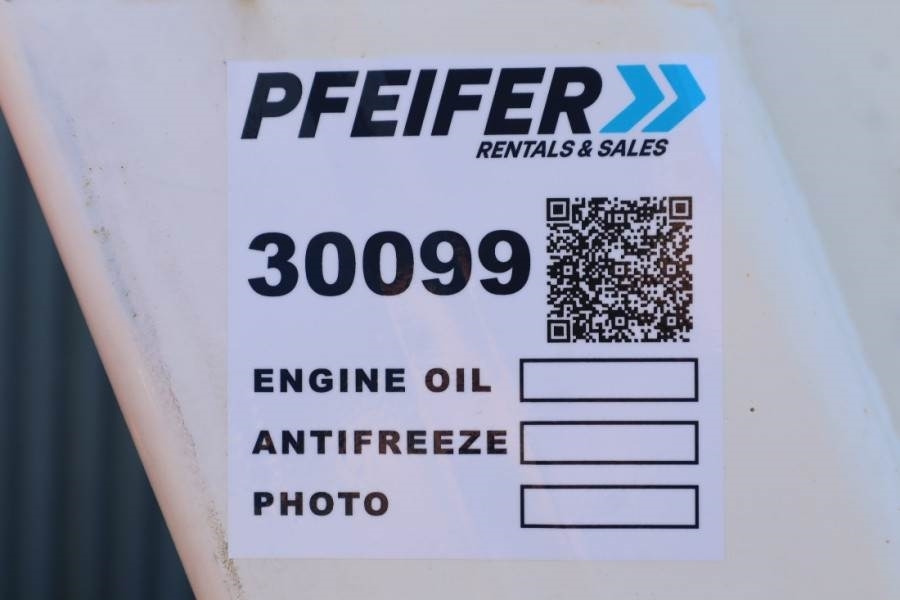 PFEIFER
RENTALS & SALES
30099
ENGINE OIL
ANTIFREEZE
PHOTO